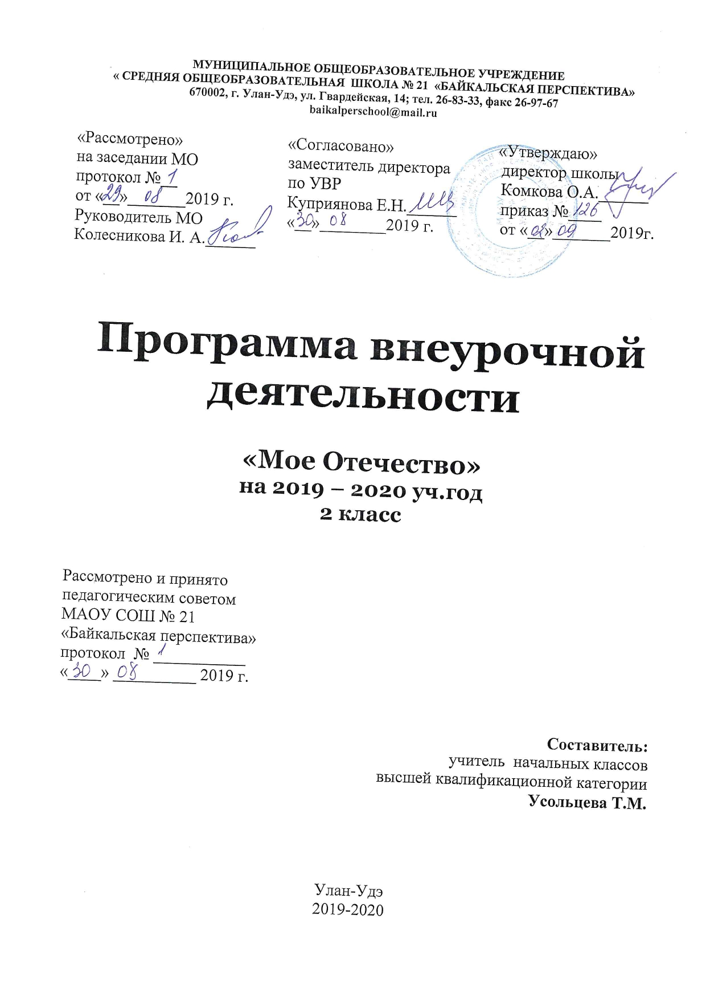 МУНИЦИПАЛЬНОЕ ОБЩЕОБРАЗОВАТЕЛЬНОЕ УЧРЕЖДЕНИЕ
« СРЕДНЯЯ ОБЩЕОБРАЗОВАТЕЛЬНАЯ ШКОЛА № 21 «БАЙКАЛЬСКАЯ ПЕРСПЕКТИВА»
670002, г. Улан-Удэ, ул. Гвардейская, 14; тел. 26-83-33, факс 26-97-67
baikalperschool@mail.ru
«Рассмотрено»
на заседании МО
протокол № 1
от «29» 08 2019 г.
Руководитель МО
Колесникова И. А.
«Согласовано»
заместитель директора
по УВР
Куприянова Е.Н.
«30» 08 2019 г.
«Утверждаю»
директор школы
Комкова О.А.
приказ № 126
от «02» 09 2019г.
Программа внеурочной
деятельности
«Мое Отечество»
на 2019 – 2020 уч.год
2 класс
Рассмотрено и принято
педагогическим советом
МАОУ СОШ № 21
«Байкальская перспектива»
протокол № 1
«30» 08 2019 г.
Составитель:
учитель начальных классов
высшей квалификационной категории
Усольцева Т.М.
Улан-Удэ
2019-2020